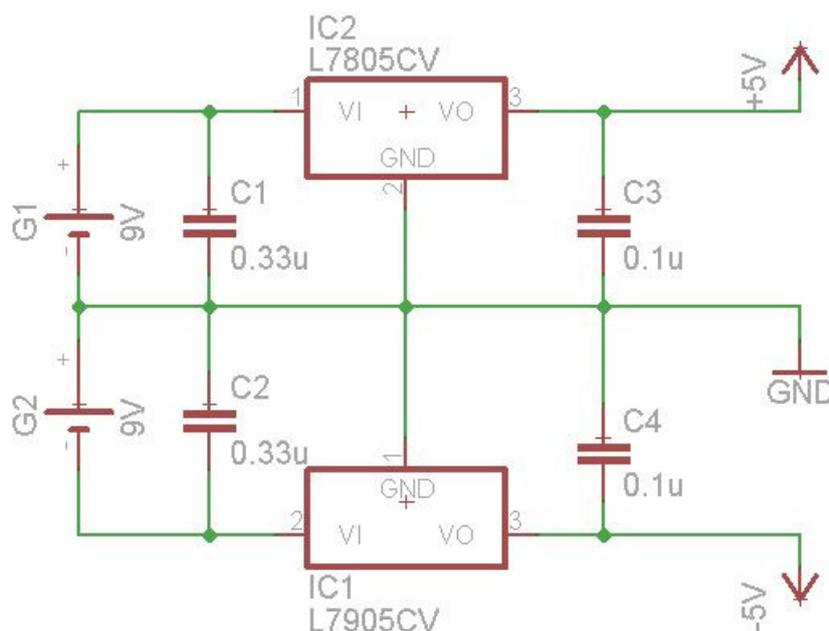 IC2
L7805CV
1 VI + VO 3
GND
2
+5V
+
G1
9V
-
C1
0.33u
C3
0.1u
+
G2
9V
-
C2
0.33u
GND
C4
0.1u
1
GND
+
2 VI VO 3
IC1
L7905CV
-5V